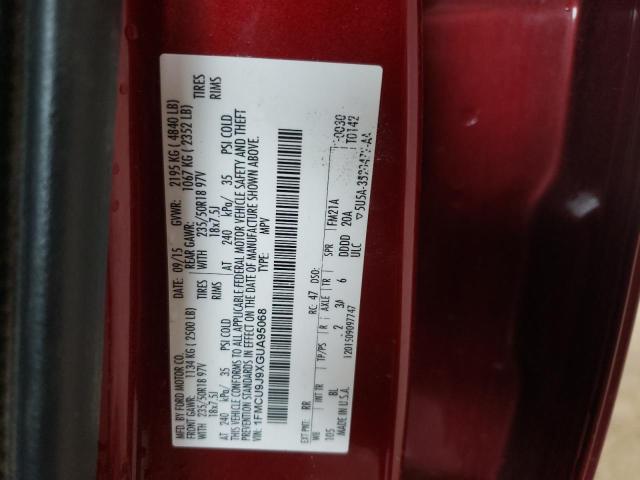 MFD. BY FORD MOTOR CO.
DATE: 09/15 GVWR: 2195 KG ( 4840 LB)
FRONT GAWR: 1134 KG ( 2500 LB) REAR GAWR: 1067 KG ( 2352 LB)
WITH 235/50R18 97V TIRES WITH 235/50R18 97V TIRES
18x7.5J RIMS 18x7.5J RIMS
AT 240 kPa/ 35 PSI COLD AT 240 kPa/ 35 PSI COLD
THIS VEHICLE CONFORMS TO ALL APPLICABLE FEDERAL MOTOR VEHICLE SAFETY AND THEFT
PREVENTION STANDARDS IN EFFECT ON THE DATE OF MANUFACTURE SHOWN ABOVE.
VIN: 1FMCU9J9XGUA95068
TYPE: MPV
EXT PNT: RR RC: 47 DSO: FM21A
WB INT TR TP/PS R AXLE TR SPR T0142
105 BL 2 6 DDDD 20A
ULC
MADE IN U.S.A.
1201509097747